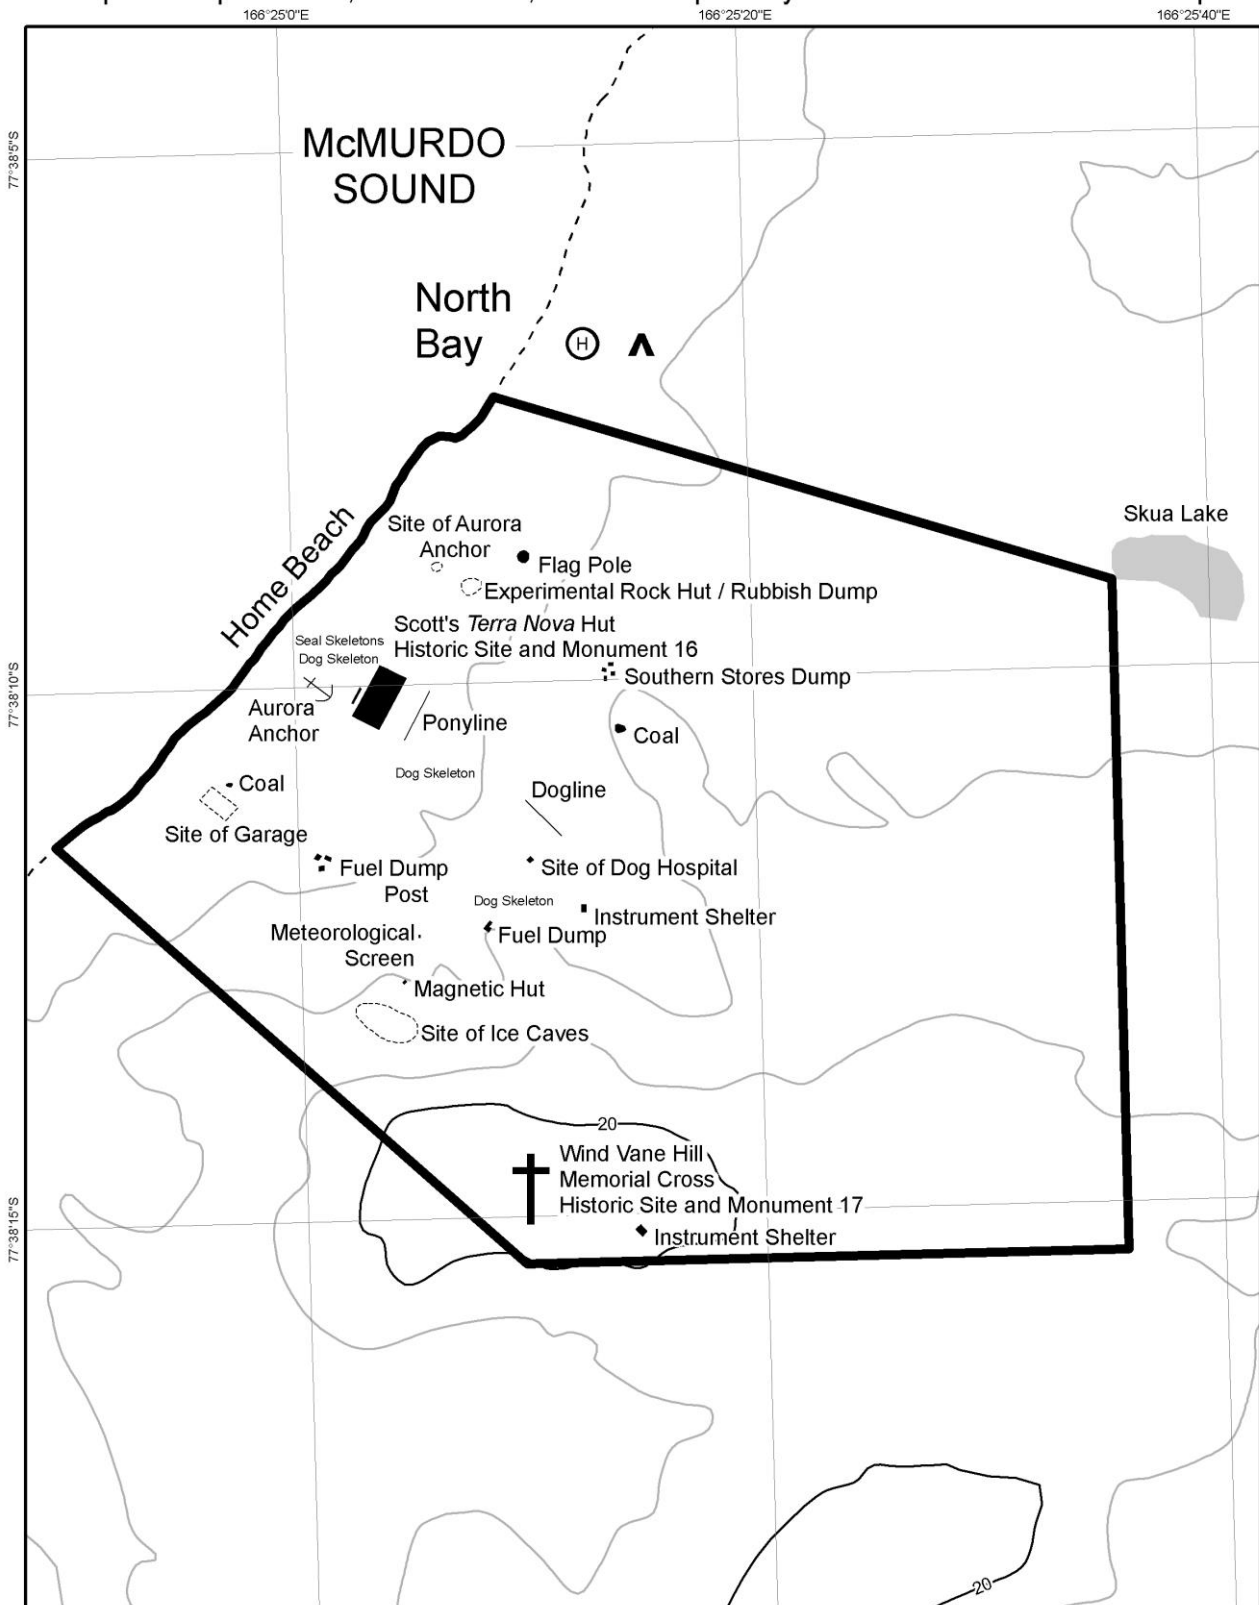 166°25'0"E
166°25'20"E
166°25'40"E
77°38'5"S
McMURDO
SOUND
North
Bay
H
Skua Lake
Home Beach
Site of Aurora
Anchor
Flag Pole
Experimental Rock Hut / Rubbish Dump
Scott's Terra Nova Hut
Historic Site and Monument 16
Seal Skeletons
Dog Skeleton
Southern Stores Dump
77°38'10"S
Aurora
Anchor
Ponyline
Coal
Dog Skeleton
Coal
Dogline
Site of Garage
Fuel Dump
Post
Site of Dog Hospital
Dog Skeleton
Instrument Shelter
Meteorological
Screen
Fuel Dump
Magnetic Hut
Site of Ice Caves
20
Wind Vane Hill
Memorial Cross
Historic Site and Monument 17
77°38'15"S
Instrument Shelter
20